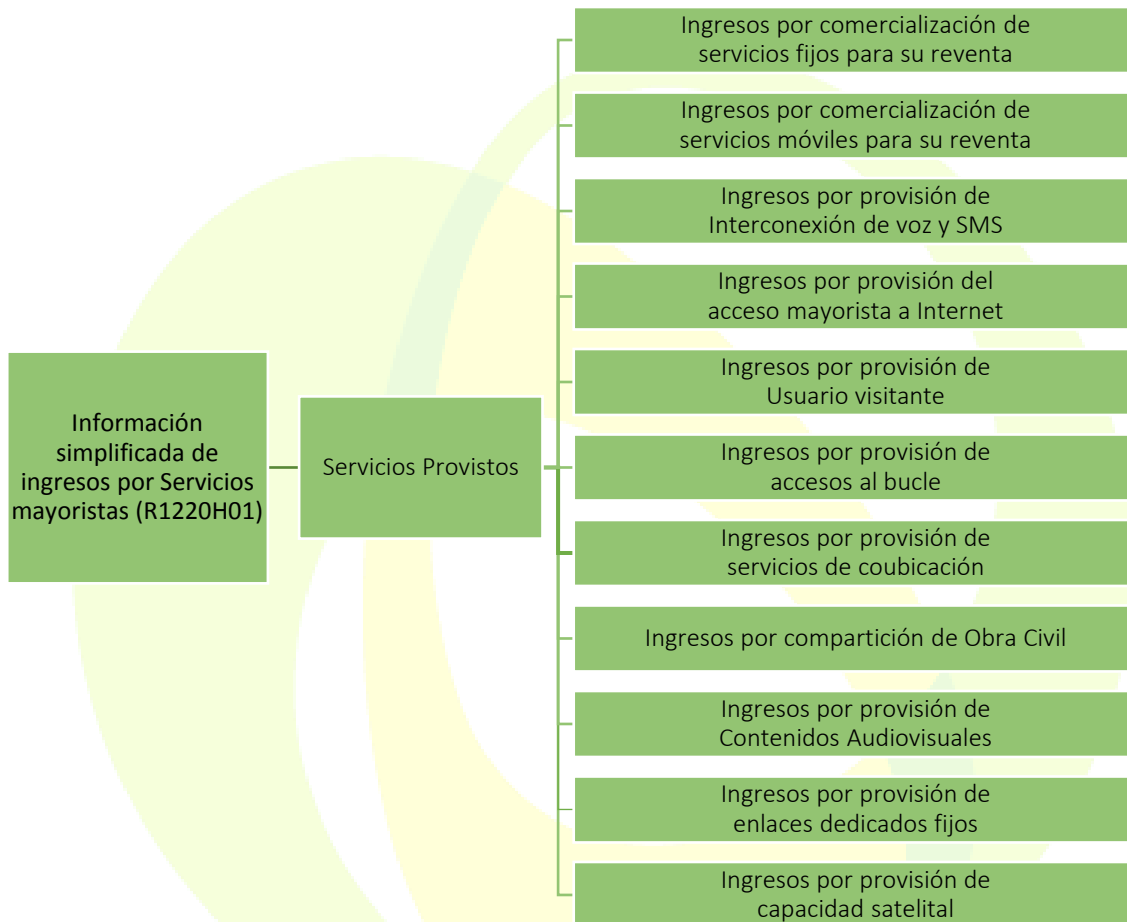 Información
simplificada de
ingresos por Servicios
mayoristas (R1220H01)
Servicios Provistos
Ingresos por comercialización de
servicios fijos para su reventa
Ingresos por comercialización de
servicios móviles para su reventa
Ingresos por provisión de
Interconexión de voz y SMS
Ingresos por provisión del
acceso mayorista a Internet
Ingresos por provisión de
Usuario visitante
Ingresos por provisión de
accesos al bucle
Ingresos por provisión de
servicios de coubicación
Ingresos por compartición de Obra Civil
Ingresos por provisión de
Contenidos Audiovisuales
Ingresos por provisión de
enlaces dedicados fijos
Ingresos por provisión de
capacidad satelital